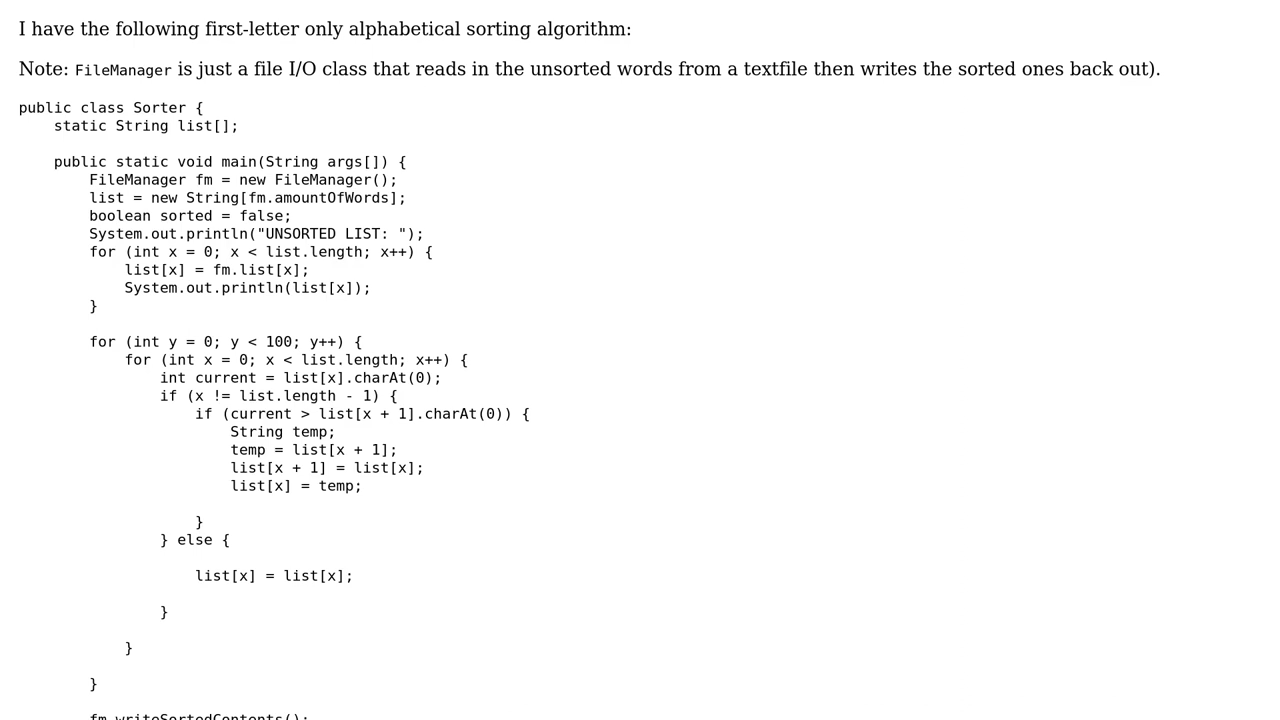 I have the following first-letter only alphabetical sorting algorithm:
Note: FileManager is just a file I/O class that reads in the unsorted words from a textfile then writes the sorted ones back out).
public class Sorter {
    static String list[];

    public static void main(String args[]) {
        FileManager fm = new FileManager();
        list = new String[fm.amountOfWords];
        boolean sorted = false;
        System.out.println("UNSORTED LIST: ");
        for (int x = 0; x < list.length; x++) {
            list[x] = fm.list[x];
            System.out.println(list[x]);
        }

        for (int y = 0; y < 100; y++) {
            for (int x = 0; x < list.length; x++) {
                int current = list[x].charAt(0);
                if (x != list.length - 1) {
                    if (current > list[x + 1].charAt(0)) {
                        String temp;
                        temp = list[x + 1];
                        list[x + 1] = list[x];
                        list[x] = temp;

                    }
                } else {

                    list[x] = list[x];

                }

            }

        }

        fm.writeSortedContents();